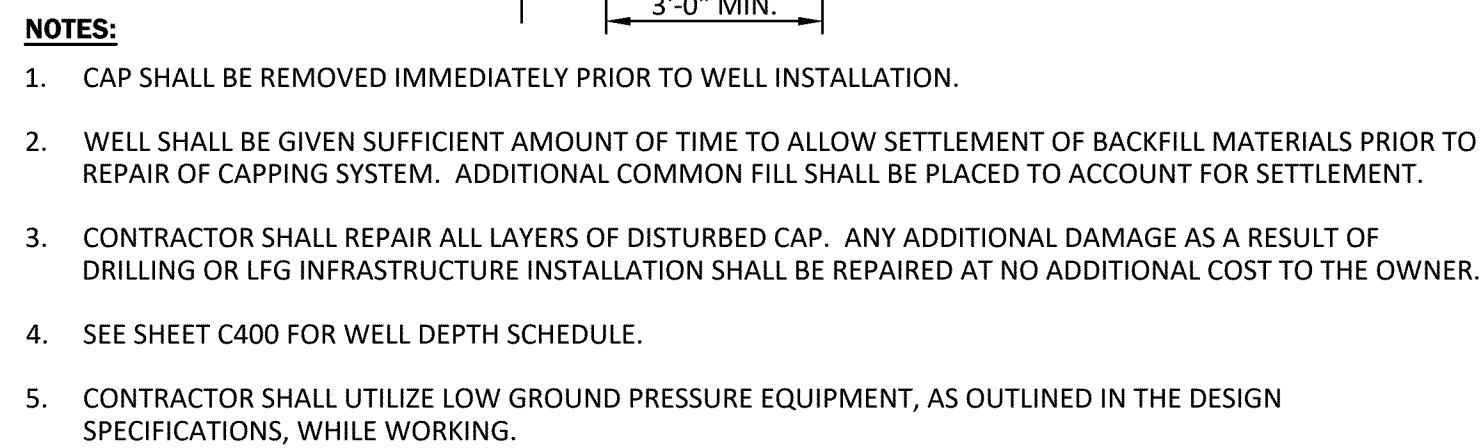 3'-0" MIN.
NOTES:
1. CAP SHALL BE REMOVED IMMEDIATELY PRIOR TO WELL INSTALLATION.
2. WELL SHALL BE GIVEN SUFFICIENT AMOUNT OF TIME TO ALLOW SETTLEMENT OF BACKFILL MATERIALS PRIOR TO
REPAIR OF CAPPING SYSTEM. ADDITIONAL COMMON FILL SHALL BE PLACED TO ACCOUNT FOR SETTLEMENT.
3. CONTRACTOR SHALL REPAIR ALL LAYERS OF DISTURBED CAP. ANY ADDITIONAL DAMAGE AS A RESULT OF
DRILLING OR LFG INFRASTRUCTURE INSTALLATION SHALL BE REPAIRED AT NO ADDITIONAL COST TO THE OWNER.
4. SEE SHEET C400 FOR WELL DEPTH SCHEDULE.
5. CONTRACTOR SHALL UTILIZE LOW GROUND PRESSURE EQUIPMENT, AS OUTLINED IN THE DESIGN
SPECIFICATIONS, WHILE WORKING.